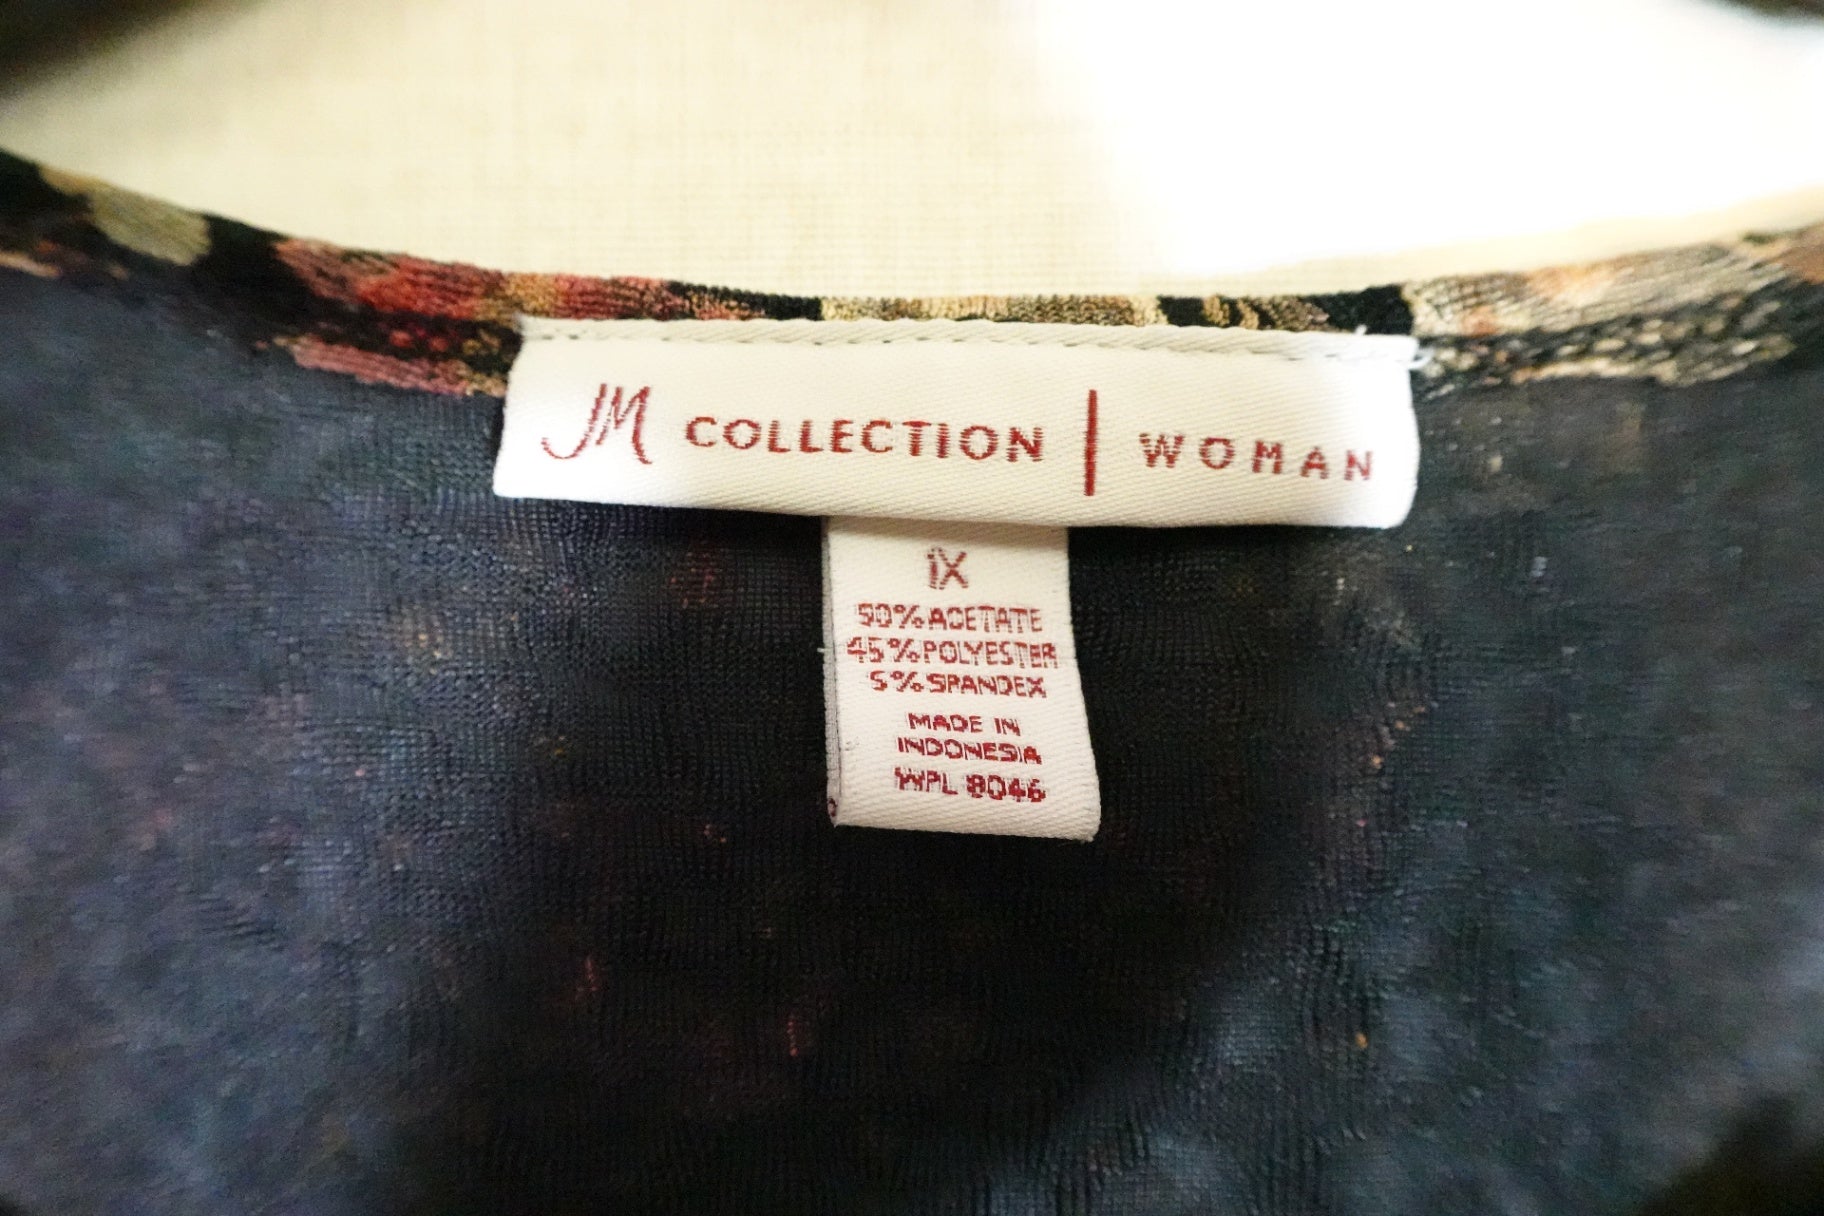 JM COLLECTION | WOMAN
1X
50% ACETATE
45% POLYESTER
5% SPANDEX
MADE IN
INDONESIA
WPL 8046